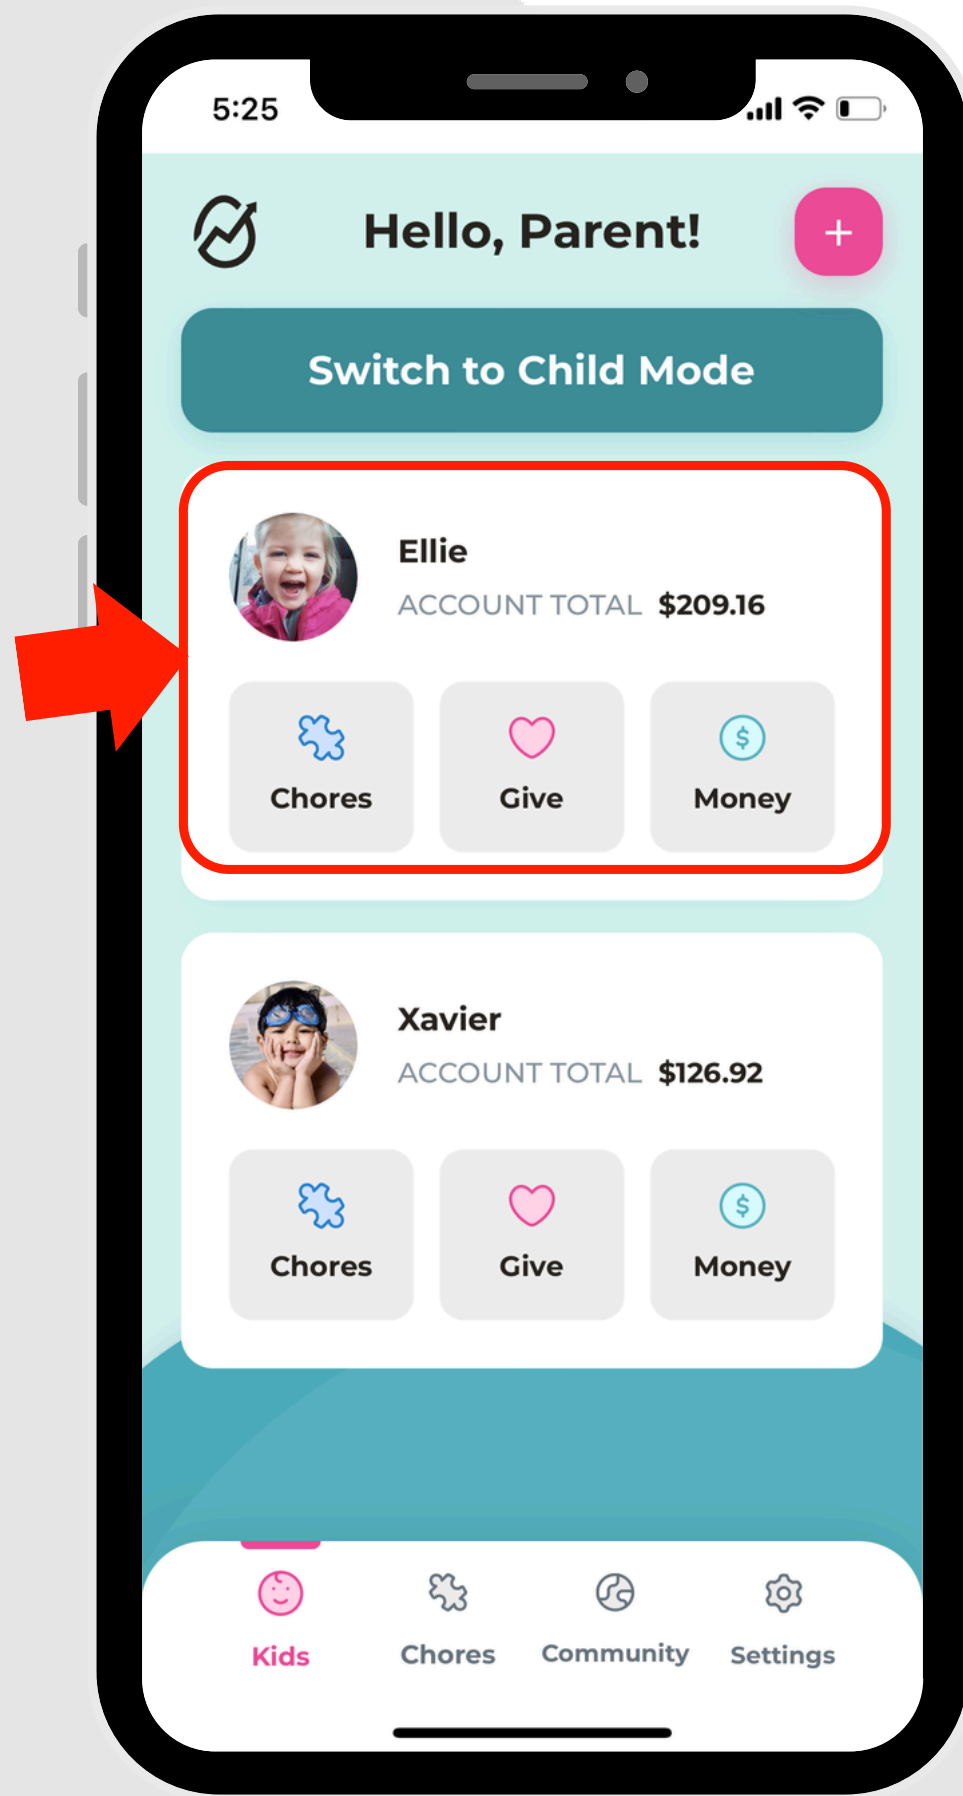 5:25
Hello, Parent!
+
Switch to Child Mode
Ellie
ACCOUNT TOTAL $209.16
Chores Give Money
Xavier
ACCOUNT TOTAL $126.92
Chores Give Money
Kids Chores Community Settings